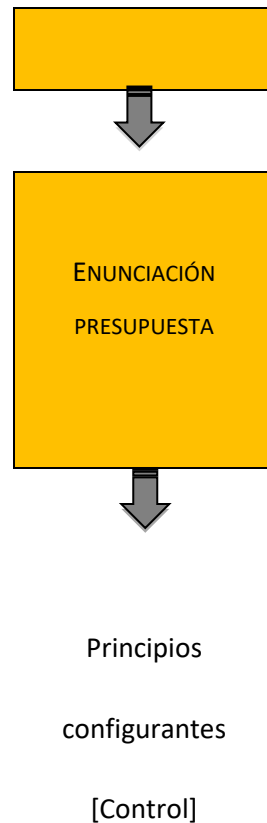 ENUNCIACIÓN
PRESUPUESTA
Principios
configurantes
[Control]